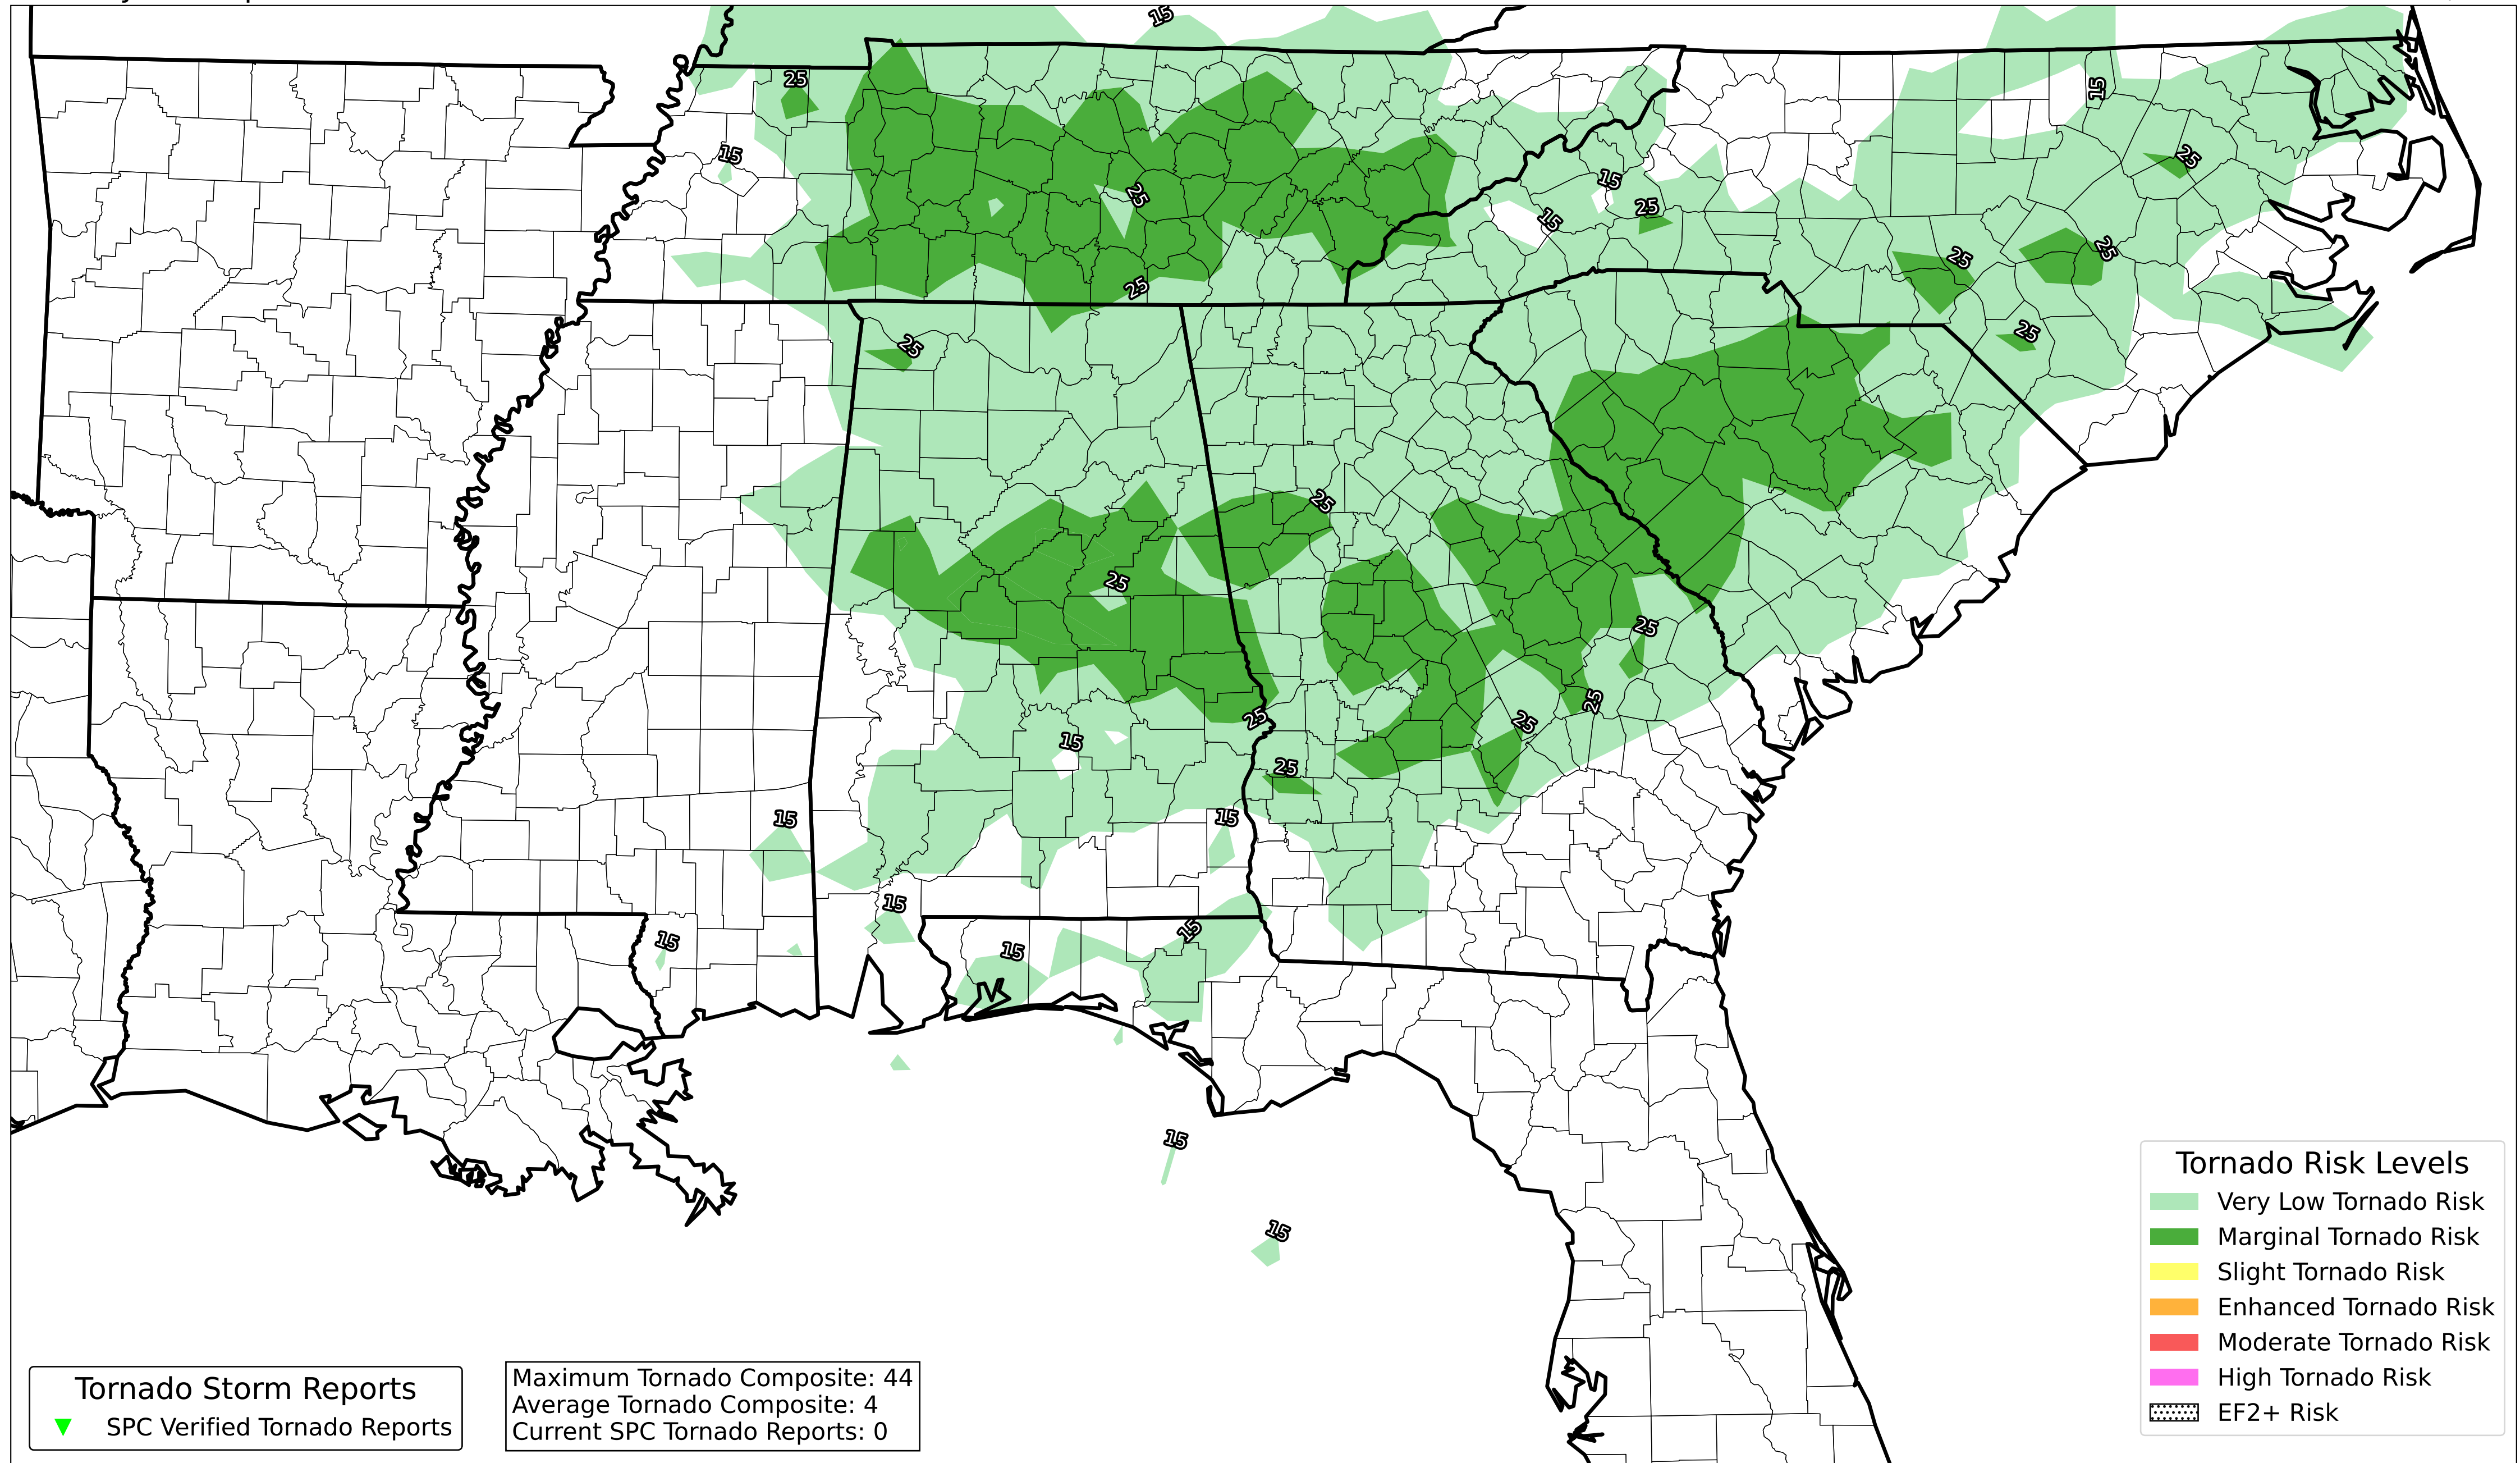 15
25
15
15
25
25
15
25
15
25
25
25
25
25
25
25
25
25
25
15
25
25
15
15
15
15
15
15
15
15
Tornado Risk Levels
Very Low Tornado Risk
Marginal Tornado Risk
Slight Tornado Risk
Enhanced Tornado Risk
Moderate Tornado Risk
High Tornado Risk
EF2+ Risk
Tornado Storm Reports
SPC Verified Tornado Reports
Maximum Tornado Composite: 44
Average Tornado Composite: 4
Current SPC Tornado Reports: 0